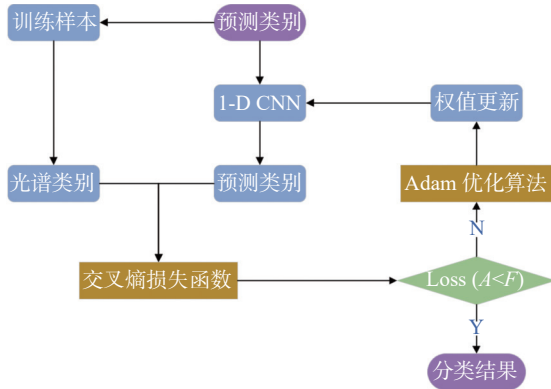 训练样本
预测类别
1-D CNN
权值更新
光谱类别
预测类别
Adam 优化算法
N
交叉熵损失函数
Loss (A<F)
Y
分类结果